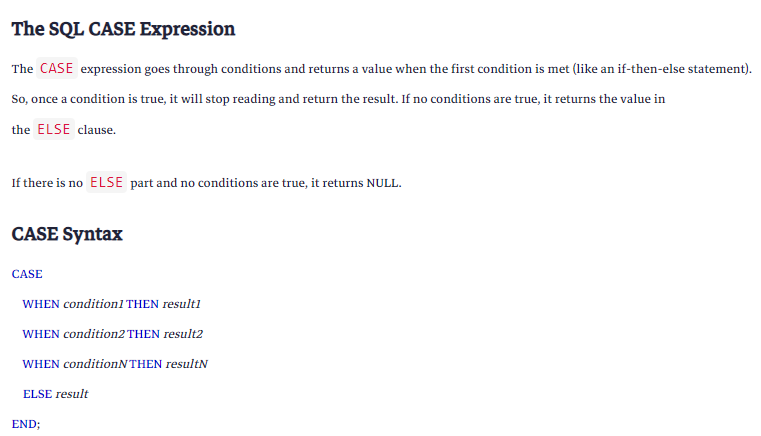 The SQL CASE Expression
The CASE expression goes through conditions and returns a value when the first condition is met (like an if-then-else statement).
So, once a condition is true, it will stop reading and return the result. If no conditions are true, it returns the value in
the ELSE clause.
If there is no ELSE part and no conditions are true, it returns NULL.
CASE Syntax
CASE
WHEN condition1 THEN result1
WHEN condition2 THEN result2
WHEN conditionN THEN resultN
ELSE result
END;